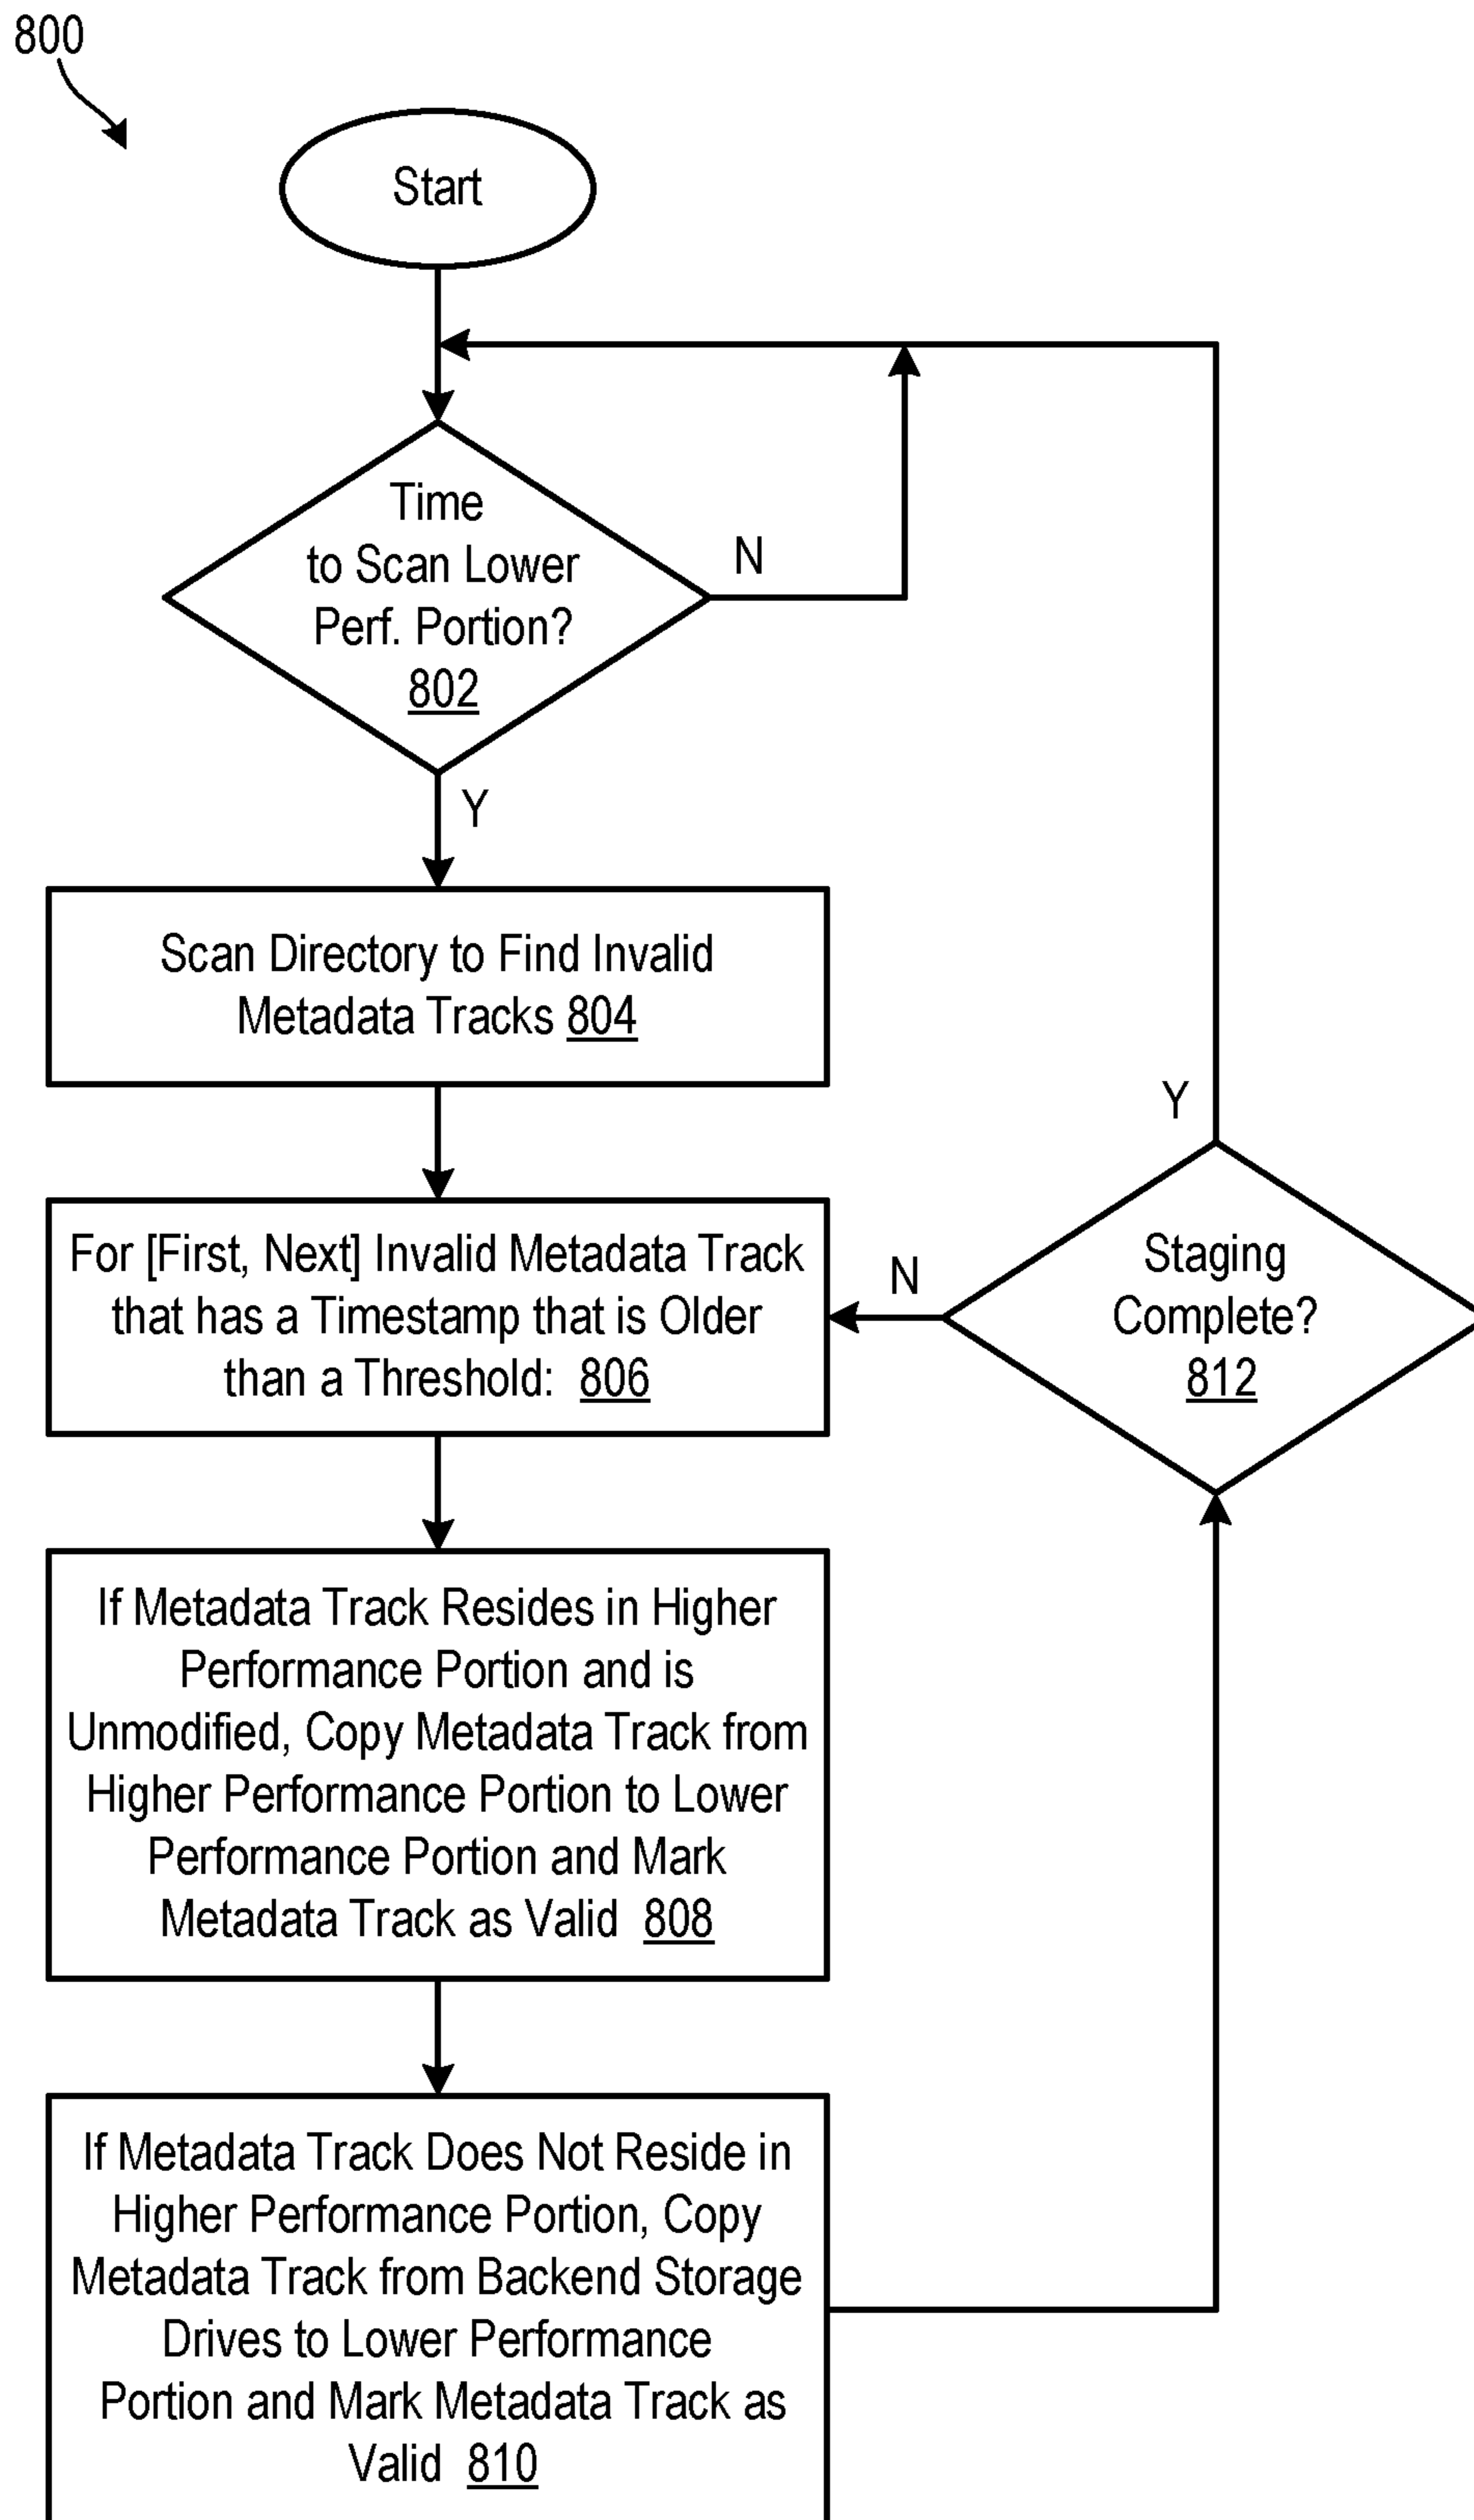 800
Start
Time
to Scan Lower
Perf. Portion?
802
N
Y
Scan Directory to Find Invalid
Metadata Tracks 804
For [First, Next] Invalid Metadata Track
that has a Timestamp that is Older
than a Threshold: 806
N
Y
Staging
Complete?
812
If Metadata Track Resides in Higher
Performance Portion and is
Unmodified, Copy Metadata Track from
Higher Performance Portion to Lower
Performance Portion and Mark
Metadata Track as Valid 808
If Metadata Track Does Not Reside in
Higher Performance Portion, Copy
Metadata Track from Backend Storage
Drives to Lower Performance
Portion and Mark Metadata Track as
Valid 810